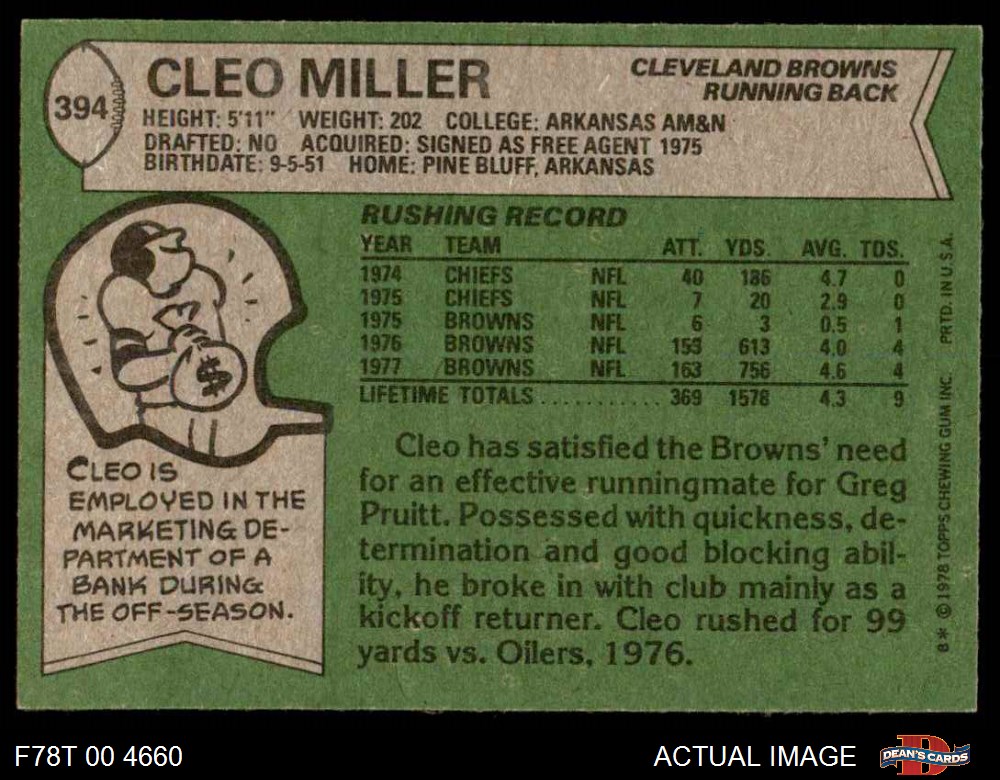 394
CLEO MILLER
CLEVELAND BROWNS
RUNNING BACK
HEIGHT: 5'11" WEIGHT: 202 COLLEGE: ARKANSAS AM&N
DRAFTED: NO ACQUIRED: SIGNED AS FREE AGENT 1975
BIRTHDATE: 9-5-51 HOME: PINE BLUFF, ARKANSAS
RUSHING RECORD
YEAR TEAM ATT. YDS. AVG. TDS.
1974 CHIEFS NFL 40 186 4.7 0
1975 CHIEFS NFL 7 20 2.9 0
1975 BROWNS NFL 6 3 0.5 1
1976 BROWNS NFL 153 613 4.0 4
1977 BROWNS NFL 163 756 4.6 4
LIFETIME TOTALS........... 369 1578 4.3 9
$
CLEO IS
EMPLOYED IN THE
MARKETING DE-
PARTMENT OF A
BANK DURING
THE OFF-SEASON.
Cleo has satisfied the Browns' need
for an effective runningmate for Greg
Pruitt. Possessed with quickness, de-
termination and good blocking abil-
ity, he broke in with club mainly as a
kickoff returner. Cleo rushed for 99
yards vs. Oilers, 1976.
8* © 1978 TOPPS CHEWING GUM INC. PRTD. IN U.S.A.
F78T 00 4660
ACTUAL IMAGE
D
DEAN'S CARDS